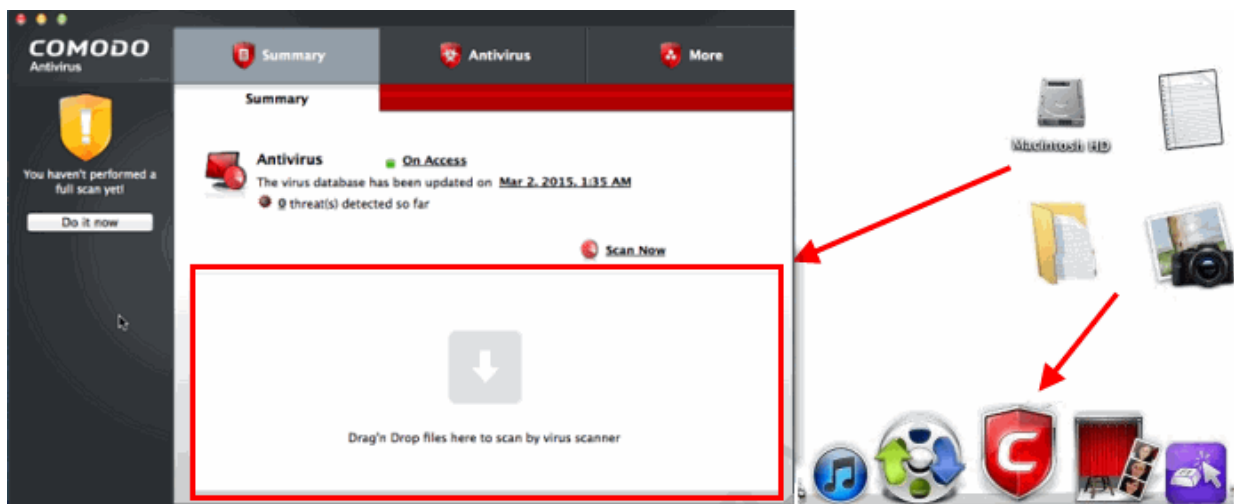 COMODO
Antivirus
Summary
Antivirus
More
Summary
You haven't performed a
full scan yet!
Do it now
Antivirus
On Access
The virus database has been updated on Mar 2, 2015, 1:35 AM
0 threat(s) detected so far
Scan Now
Drag'n Drop files here to scan by virus scanner
Macintosh HD
C